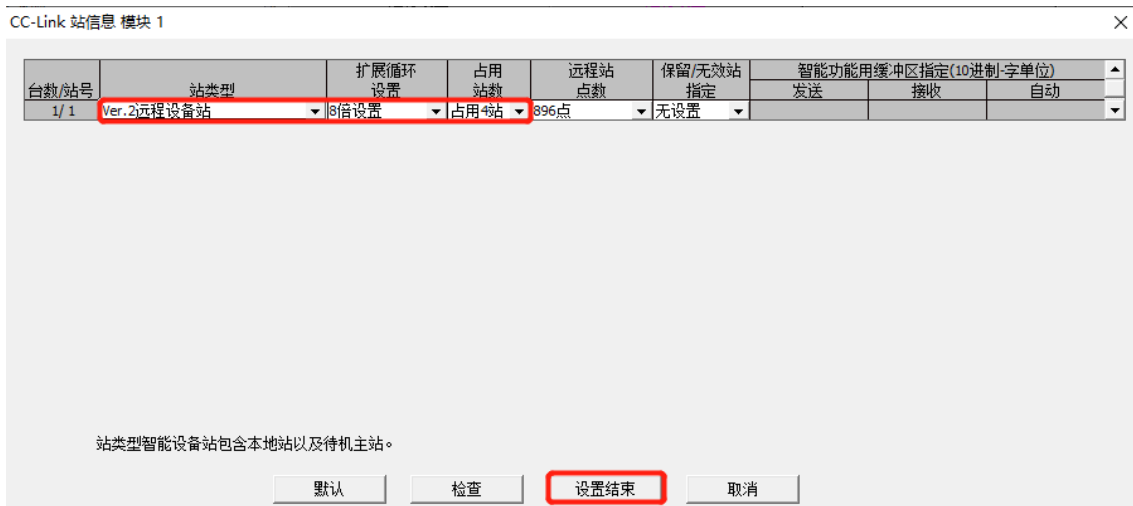 CC-Link 站信息 模块 1
台数/站号 站类型 扩展循环 占用 远程站 保留/无效站 智能功能用缓冲区指定(10进制-字单位)
设置 站数 点数 指定 发送 接收 自动
1/ 1 Ver.2远程设备站 8倍设置 占用4站 896点 无设置
站类型智能设备站包含本地站以及待机主站。
默认 检查 设置结束 取消